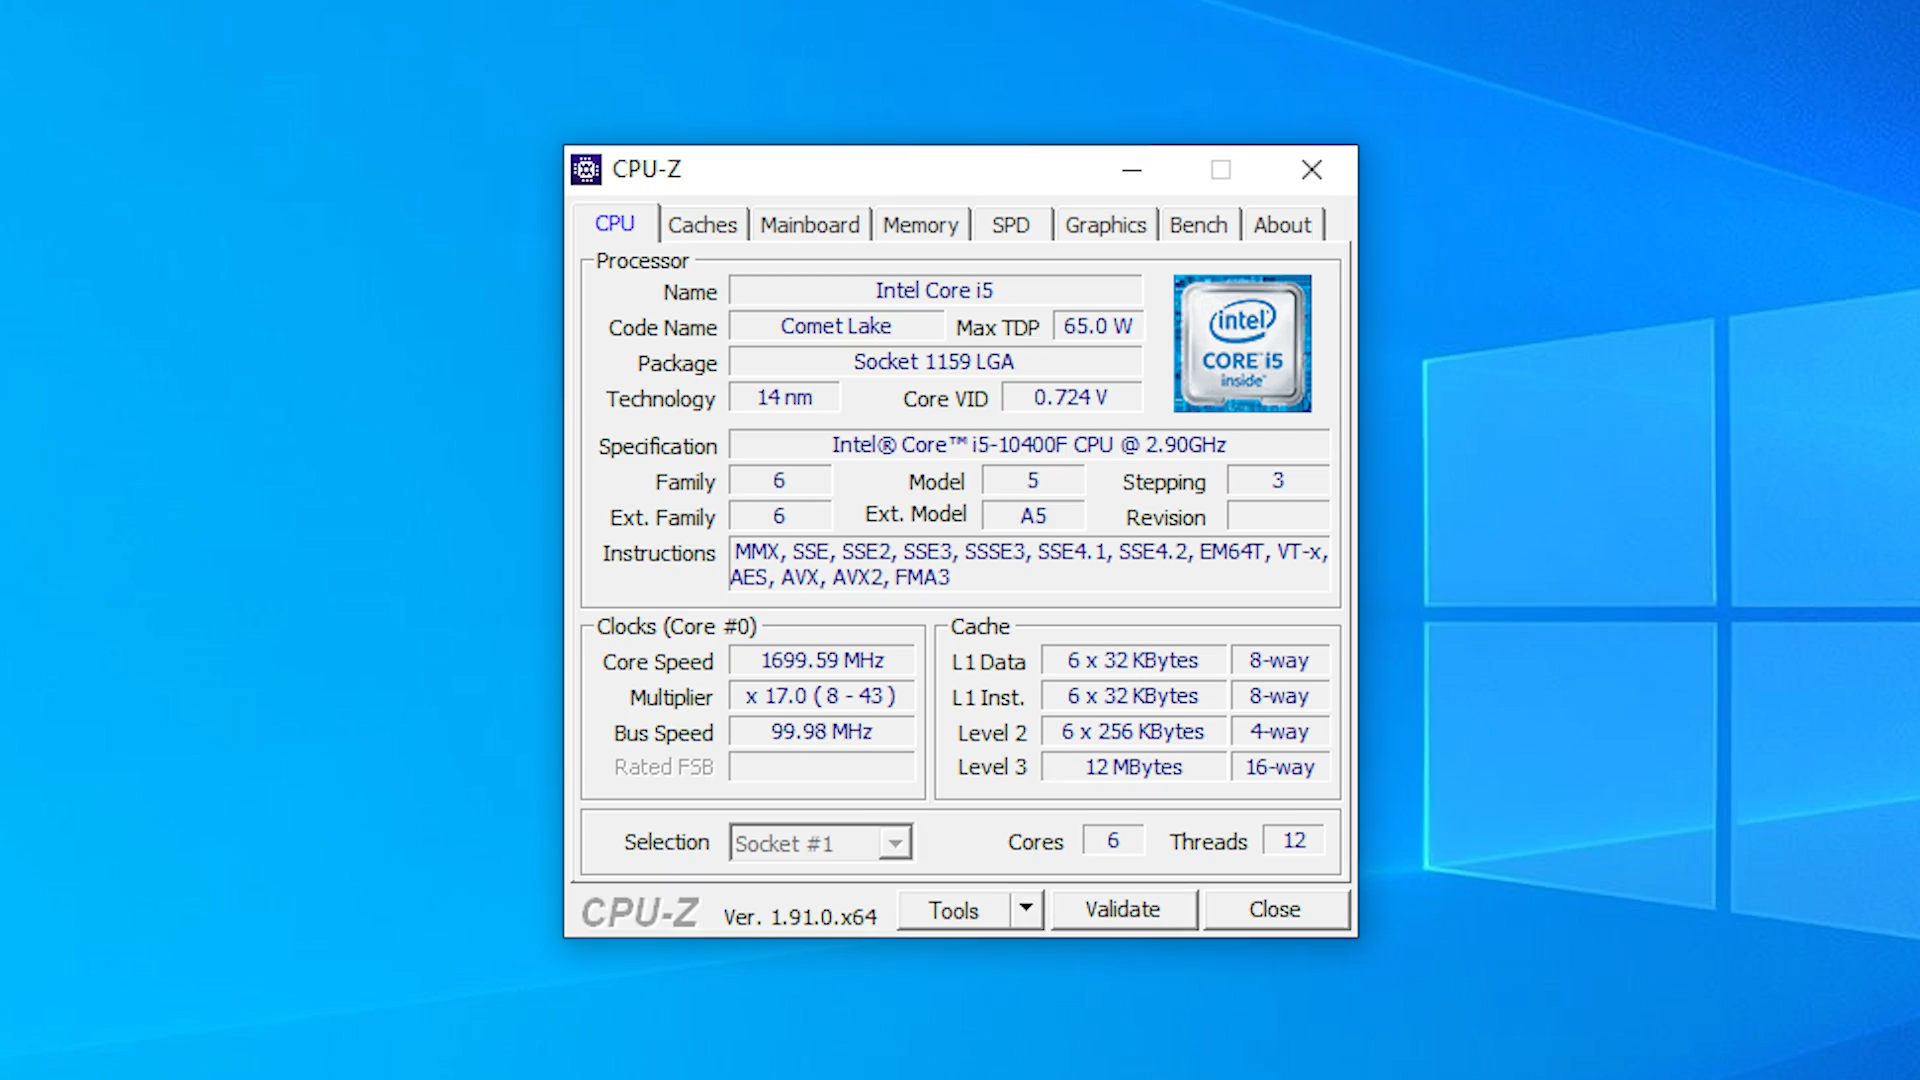 CPU-Z
CPU Caches Mainboard Memory SPD Graphics Bench About
Processor
Name Intel Core i5
Code Name Comet Lake Max TDP 65.0 W
Package Socket 1159 LGA
Technology 14 nm Core VID 0.724 V
intel
CORE i5
inside™
Specification Intel® Core™ i5-10400F CPU @ 2.90GHz
Family 6 Model 5 Stepping 3
Ext. Family 6 Ext. Model A5 Revision
Instructions MMX, SSE, SSE2, SSE3, SSSE3, SSE4.1, SSE4.2, EM64T, VT-x,
AES, AVX, AVX2, FMA3
Clocks (Core #0)
Core Speed 1699.59 MHz
Multiplier x 17.0 ( 8 - 43 )
Bus Speed 99.98 MHz
Rated FSB
Cache
L1 Data 6 x 32 KBytes 8-way
L1 Inst. 6 x 32 KBytes 8-way
Level 2 6 x 256 KBytes 4-way
Level 3 12 MBytes 16-way
Selection Socket #1 Cores 6 Threads 12
CPU-Z Ver. 1.91.0.x64 Tools Validate Close